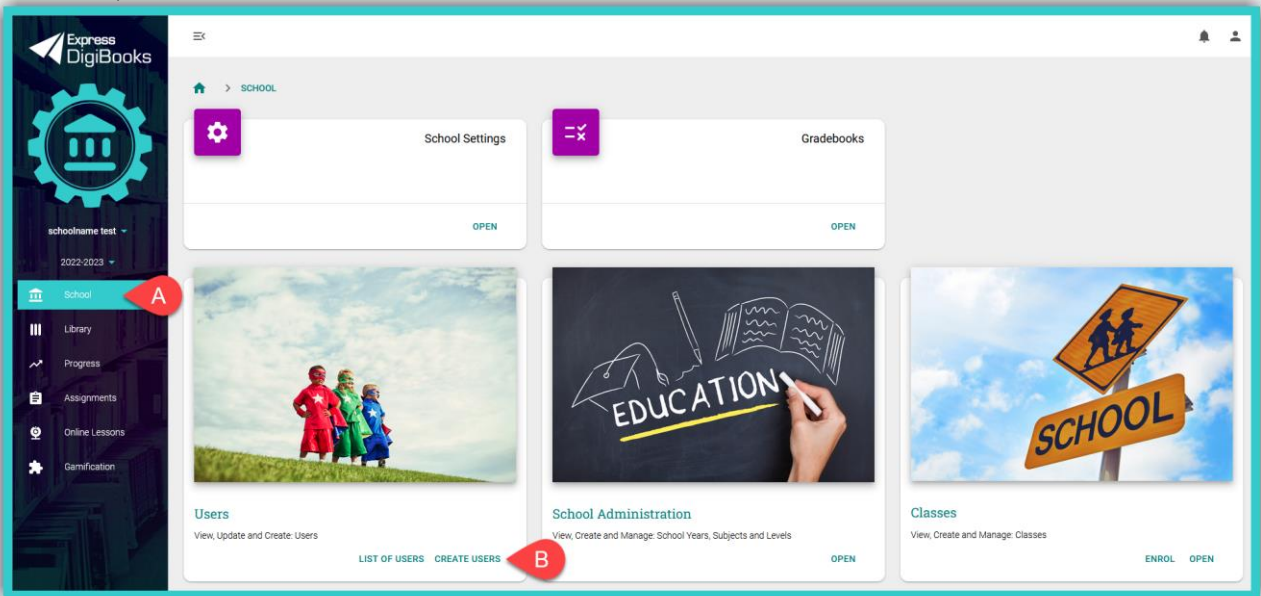 Express
DigiBooks
SCHOOL
School Settings
Gradebooks
OPEN
OPEN
schoolname test
2022-2023
School
A
Library
Progress
Assignments
Online Lessons
Gamification
EDUCATION
SCHOOL
Users
View, Update and Create: Users
LIST OF USERS CREATE USERS
B
School Administration
View, Create and Manage: School Years, Subjects and Levels
OPEN
Classes
View, Create and Manage: Classes
ENROL OPEN